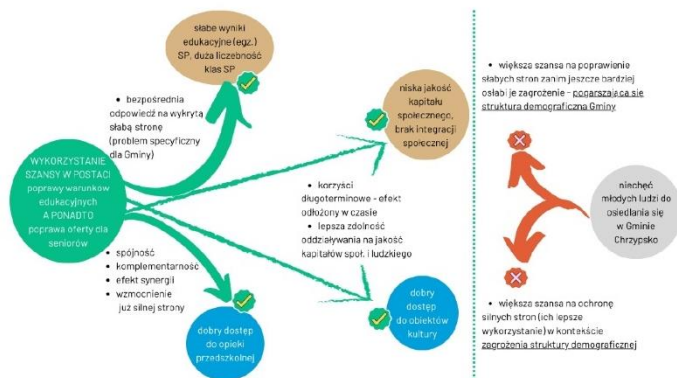 słabe wyniki
edukacyjne (egz.)
SP, duża liczebność
klas SP
• bezpośrednia
odpowiedź na wykrytą
słabą stronę
(problem specyficzny
dla Gminy)
WYKORZYSTANIE
SZANSY W POSTACI
poprawy warunków
edukacyjnych
A PONADTO
poprawa oferty dla
seniorów
• spójność
• komplementarność
• efekt synergii
• wzmocnienie
już silnej strony
dobry dostęp
do opieki
przedszkolnej
niska jakość
kapitału
społecznego,
brak integracji
społecznej
• korzyści
długoterminowe - efekt
odłożony w czasie
• lepsza zdolność
oddziaływania na jakość
kapitałów społ. i ludzkiego
dobry
dostęp
do obiektów
kultury
• większa szansa na poprawienie
słabych stron zanim jeszcze bardziej
osłabi je zagrożenie - pogarszająca się
struktura demograficzna Gminy
niechęć
młodych ludzi do
osiedlania się
w Gminie
Chrzypsko
• większa szansa na ochronę
silnych stron (ich lepsze
wykorzystanie) w kontekście
zagrożenia struktury demograficznej